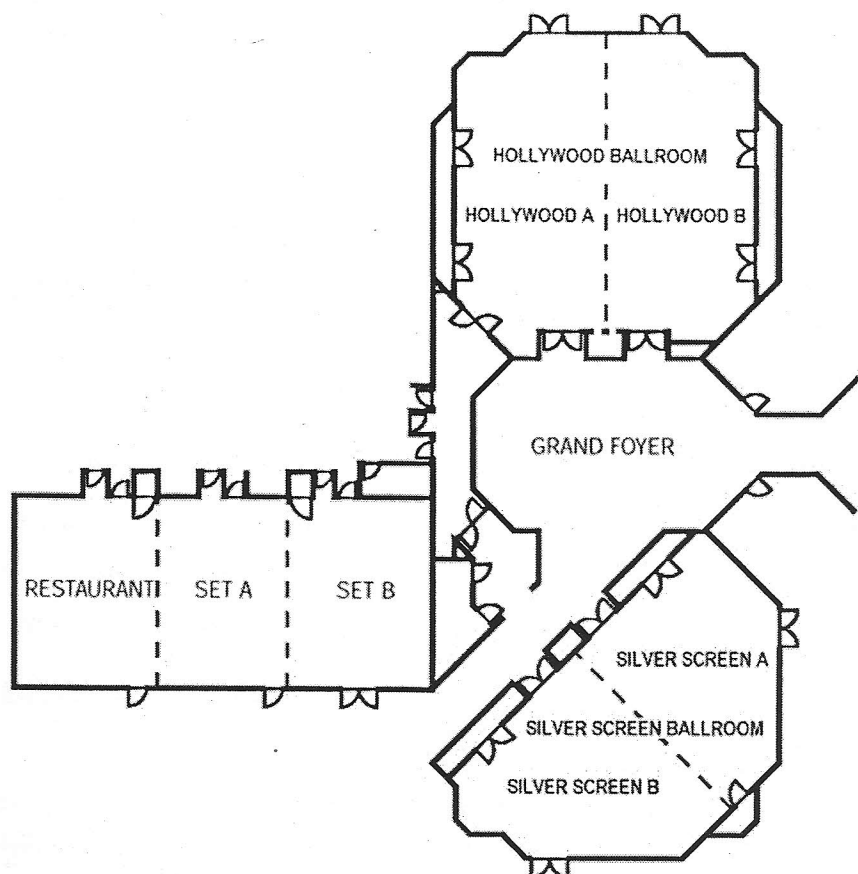 HOLLYWOOD BALLROOM
HOLLYWOOD A
HOLLYWOOD B
GRAND FOYER
RESTAURANT
SET A
SET B
SILVER SCREEN A
SILVER SCREEN BALLROOM
SILVER SCREEN B